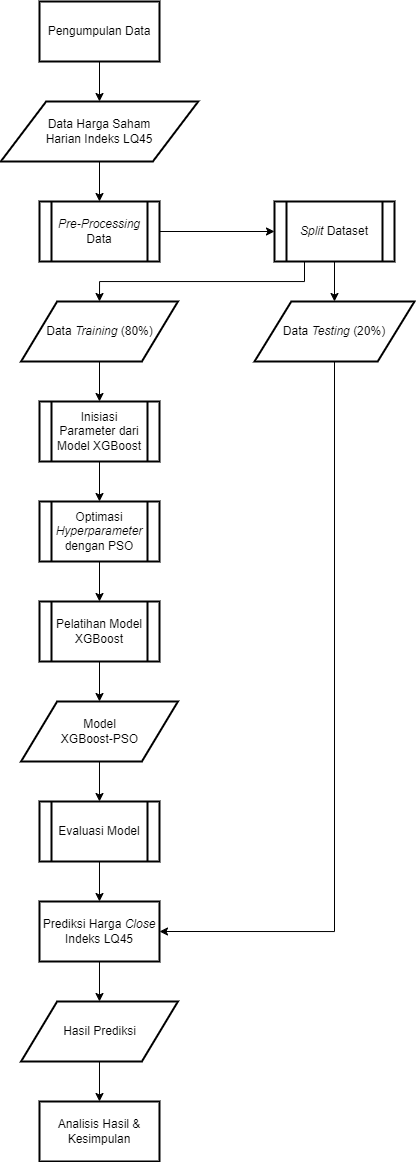 Pengumpulan Data
Data Harga Saham
Harian Indeks LQ45
Pre-Processing
Data
Split Dataset
Data Training (80%)
Data Testing (20%)
Inisiasi
Parameter dari
Model XGBoost
Optimasi
Hyperparameter
dengan PSO
Pelatihan Model
XGBoost
Model
XGBoost-PSO
Evaluasi Model
Prediksi Harga Close
Indeks LQ45
Hasil Prediksi
Analisis Hasil &
Kesimpulan